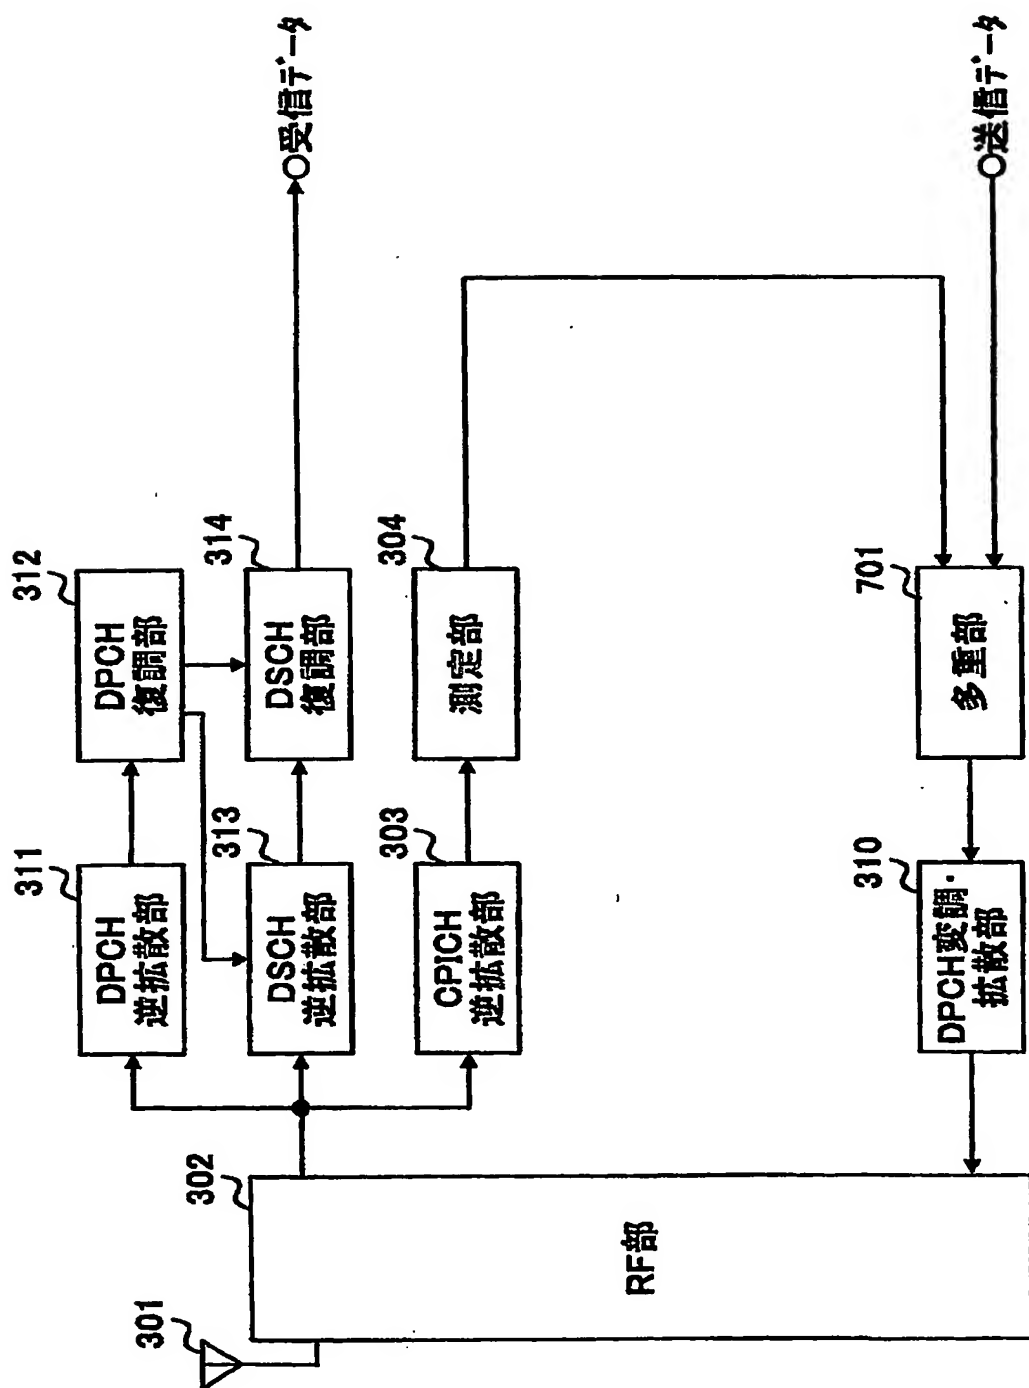 301
302
RF部
311
DPCH
逆拡散部
312
DPCH
復調部
313
DSCH
逆拡散部
314
DSCH
復調部
受信データ
303
CPICH
逆拡散部
304
測定部
310
DPCH変調・
拡散部
701
多重部
送信データ